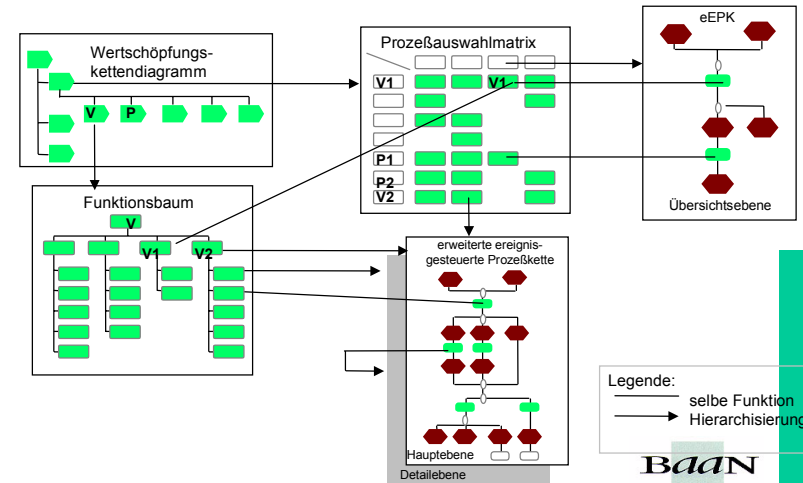 Wertschöpfungs-
kettendiagramm
V P
Prozeßauswahlmatrix
V1 V1
P1
P2
V2
eEPK
Übersichtsebene
Funktionsbaum
V
V1 V2
erweiterte ereignis-
gesteuerte Prozeßkette
Hauptebene
Detailebene
Legende:
selbe Funktion
Hierarchisierung
BaaN